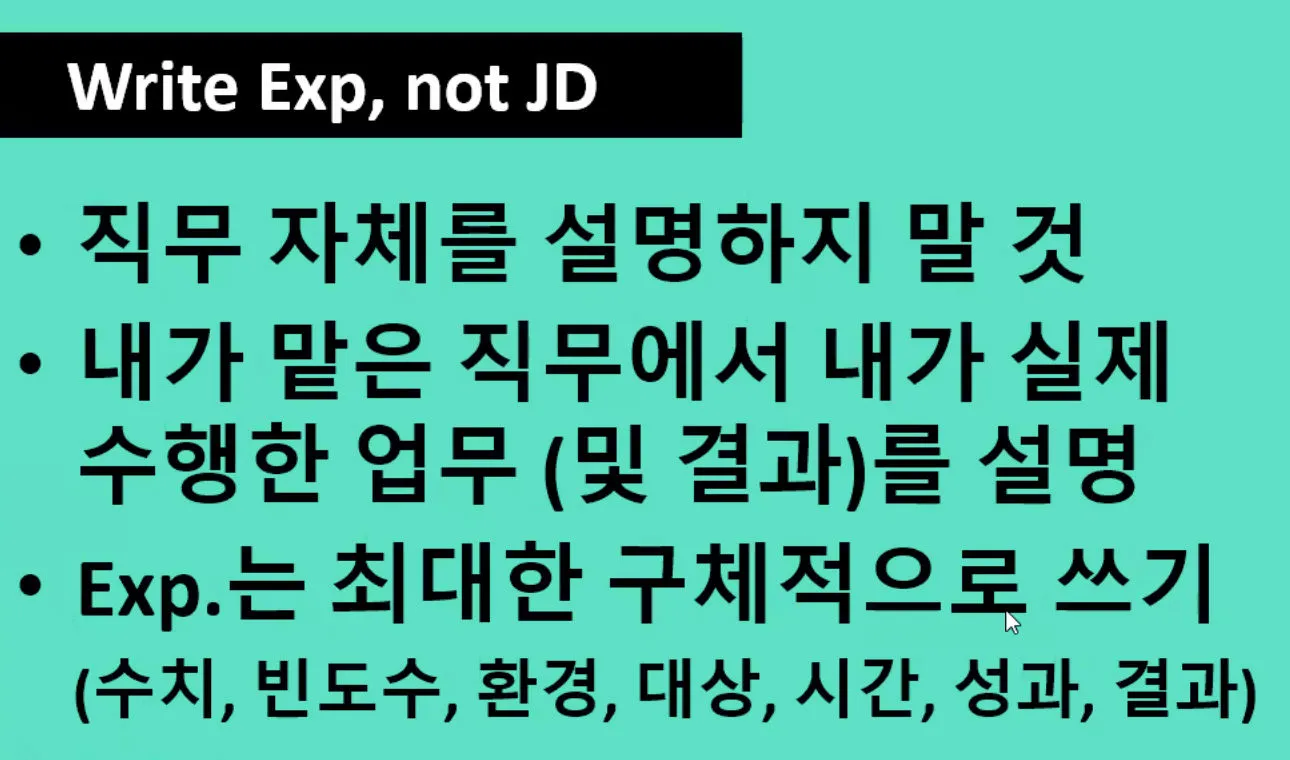 Write Exp, not JD
• 직무 자체를 설명하지 말 것
• 내가 맡은 직무에서 내가 실제
수행한 업무 (및 결과)를 설명
• Exp.는 최대한 구체적으로 쓰기
(수치, 빈도수, 환경, 대상, 시간, 성과, 결과)